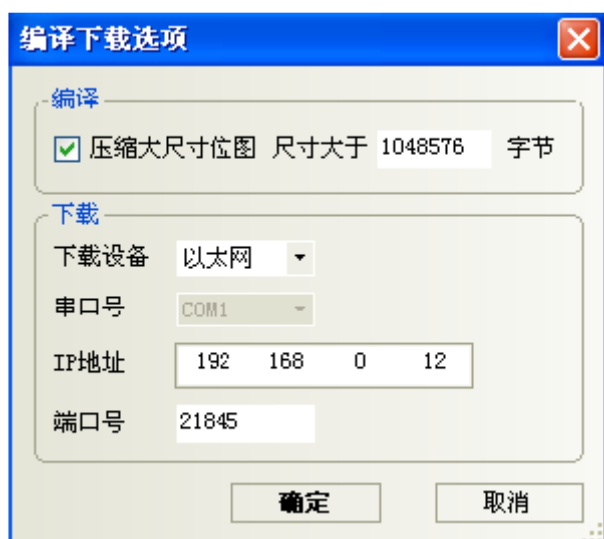 编译下载选项
编译
压缩大尺寸位图 尺寸大于 1048576 字节
下载
下载设备 以太网
串口号 COM1
IP地址 192 168 0 12
端口号 21845
确定 取消